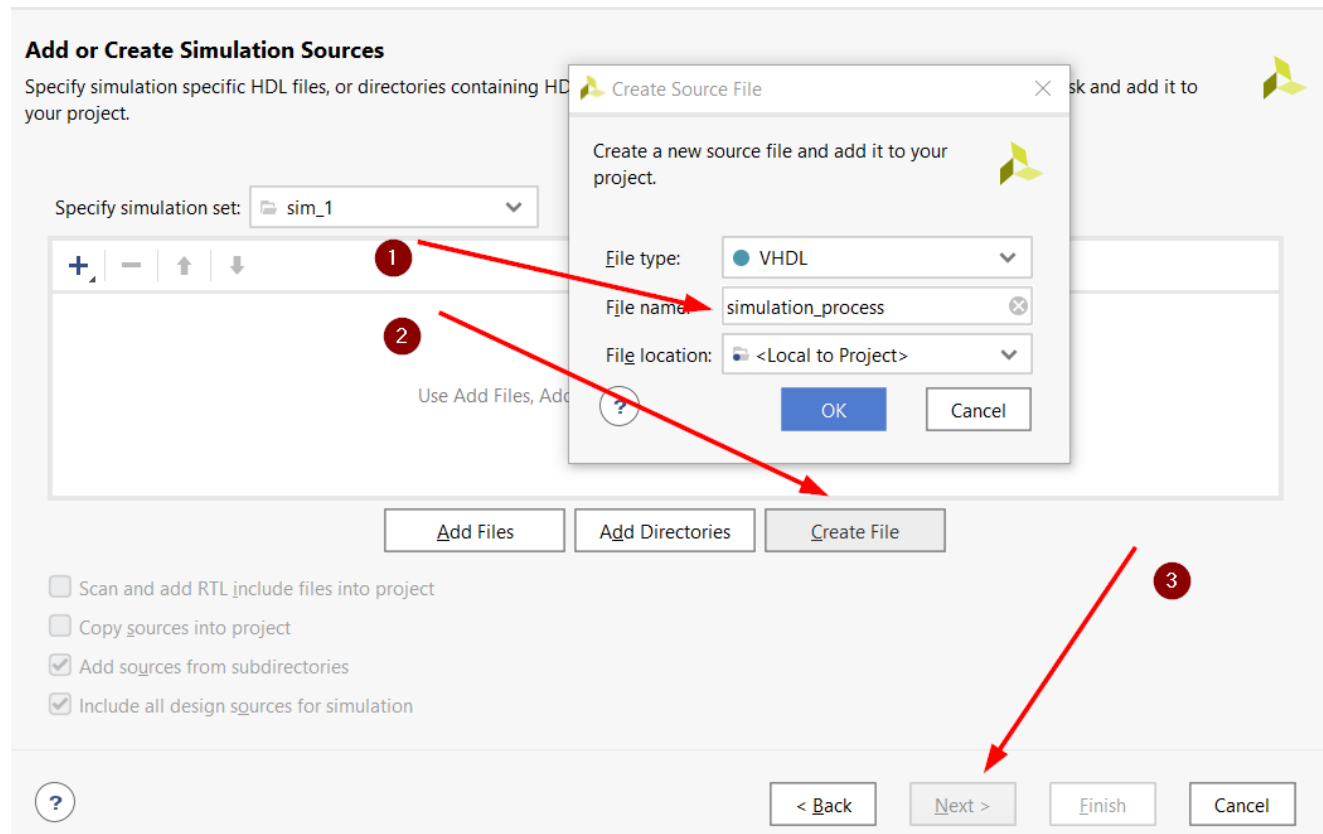 Add or Create Simulation Sources
Specify simulation specific HDL files, or directories containing HD
sk and add it to
your project.
Create Source File
Create a new source file and add it to your
project.
Specify simulation set: sim_1
1
File type: VHDL
File name: simulation_process
2
File location: <Local to Project>
Use Add Files, Add
?
OK
Cancel
Add Files
Add Directories
Create File
3
Scan and add RTL include files into project
Copy sources into project
Add sources from subdirectories
Include all design sources for simulation
?
< Back
Next >
Finish
Cancel